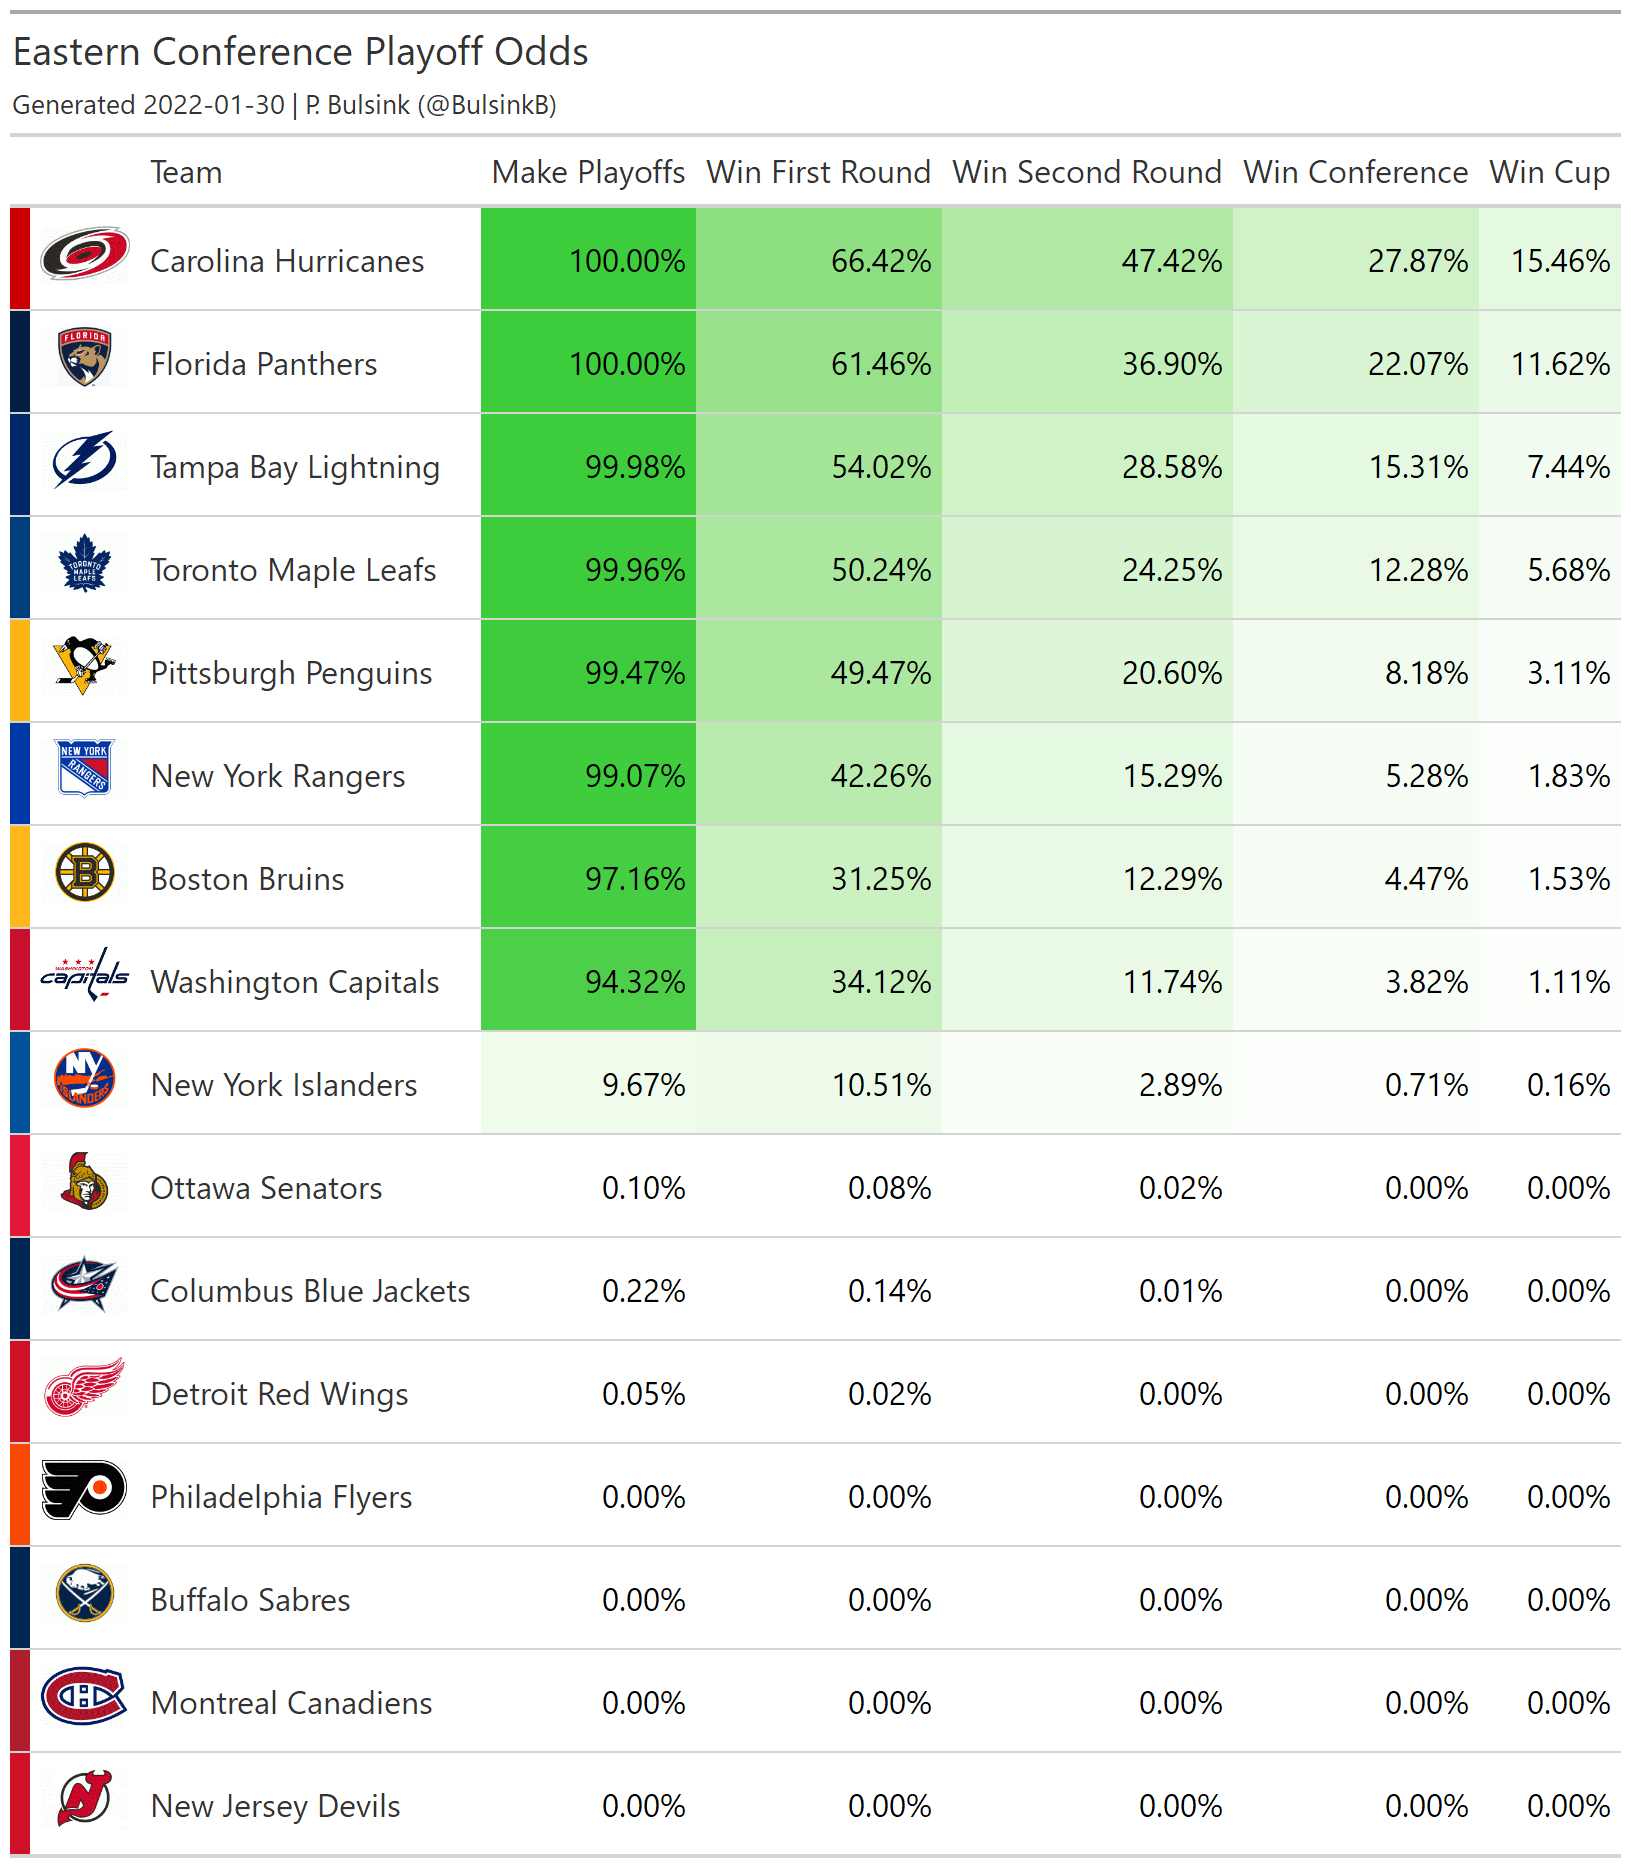 Eastern Conference Playoff Odds
Generated 2022-01-30 | P. Bulsink (@BulsinkB)
Team Make Playoffs Win First Round Win Second Round Win Conference Win Cup
Carolina Hurricanes 100.00% 66.42% 47.42% 27.87% 15.46%
FLORIDA
Florida Panthers 100.00% 61.46% 36.90% 22.07% 11.62%
Tampa Bay Lightning 99.98% 54.02% 28.58% 15.31% 7.44%
TORONTO
MAPLE
LEAFS
Toronto Maple Leafs 99.96% 50.24% 24.25% 12.28% 5.68%
Pittsburgh Penguins 99.47% 49.47% 20.60% 8.18% 3.11%
NEW YORK
RANGERS
New York Rangers 99.07% 42.26% 15.29% 5.28% 1.83%
B
Boston Bruins 97.16% 31.25% 12.29% 4.47% 1.53%
WASHINGTON
capitals
Washington Capitals 94.32% 34.12% 11.74% 3.82% 1.11%
NY
ISLANDERS
New York Islanders 9.67% 10.51% 2.89% 0.71% 0.16%
Ottawa Senators 0.10% 0.08% 0.02% 0.00% 0.00%
Columbus Blue Jackets 0.22% 0.14% 0.01% 0.00% 0.00%
Detroit Red Wings 0.05% 0.02% 0.00% 0.00% 0.00%
Philadelphia Flyers 0.00% 0.00% 0.00% 0.00% 0.00%
Buffalo Sabres 0.00% 0.00% 0.00% 0.00% 0.00%
Montreal Canadiens 0.00% 0.00% 0.00% 0.00% 0.00%
New Jersey Devils 0.00% 0.00% 0.00% 0.00% 0.00%